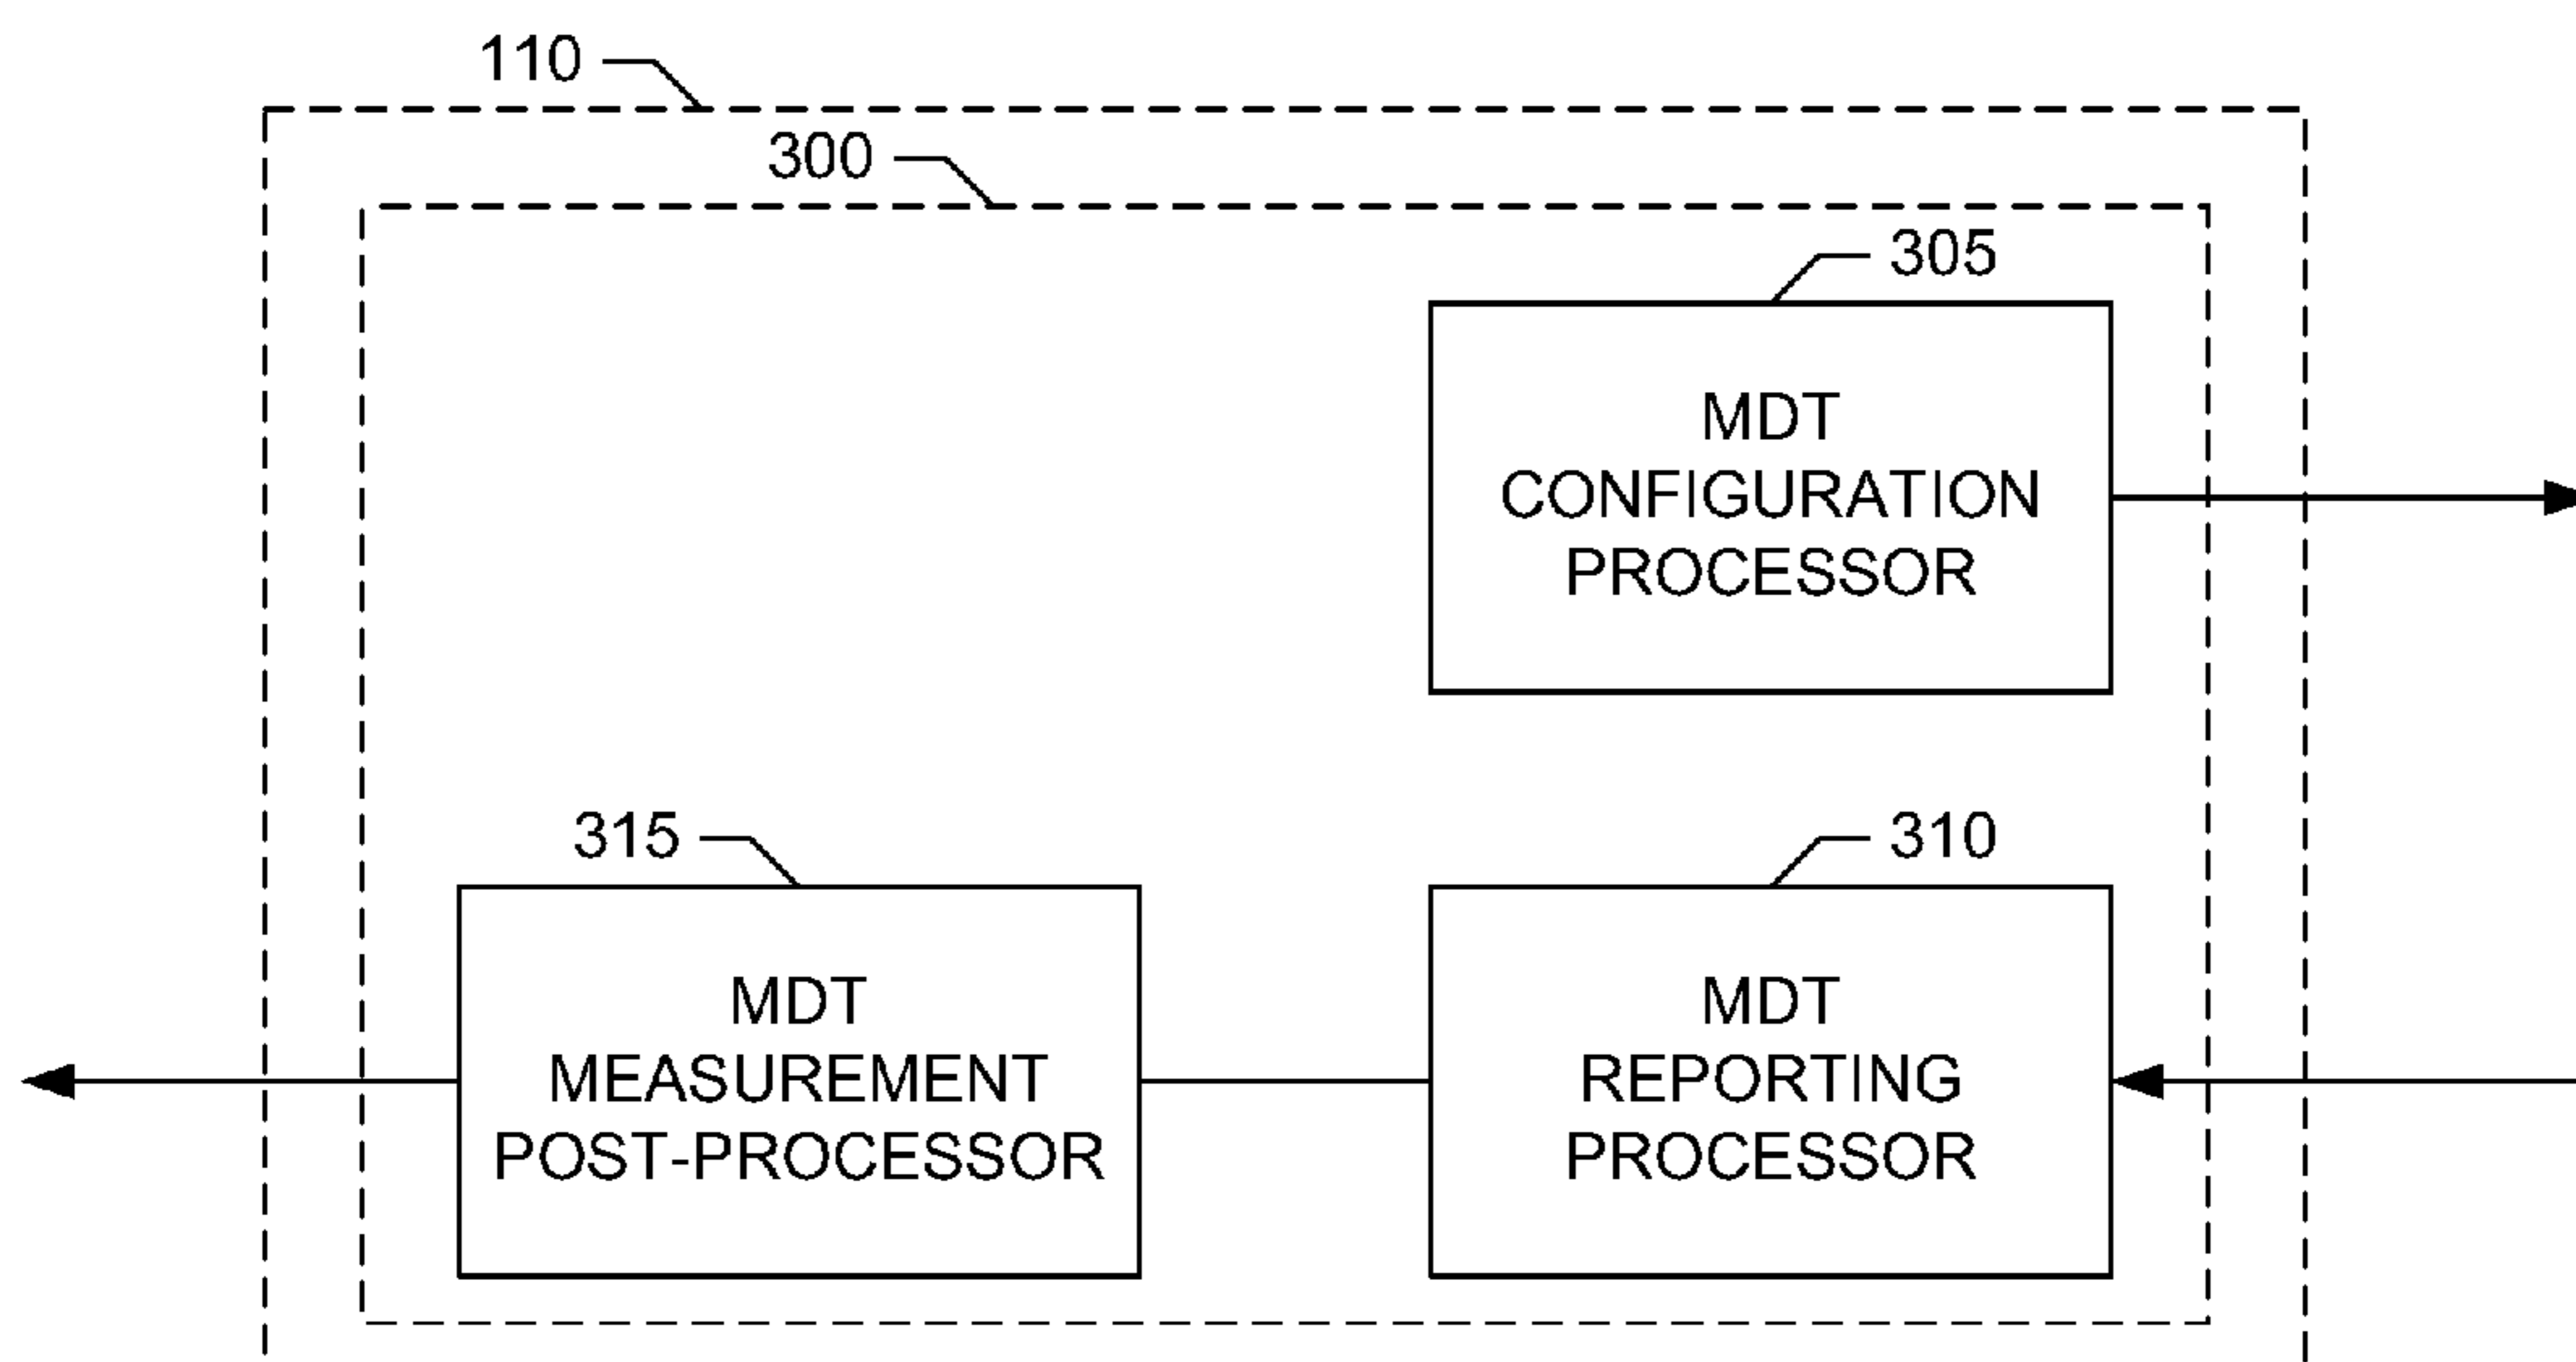 110
300
305
MDT
CONFIGURATION
PROCESSOR
315
MDT
MEASUREMENT
POST-PROCESSOR
310
MDT
REPORTING
PROCESSOR